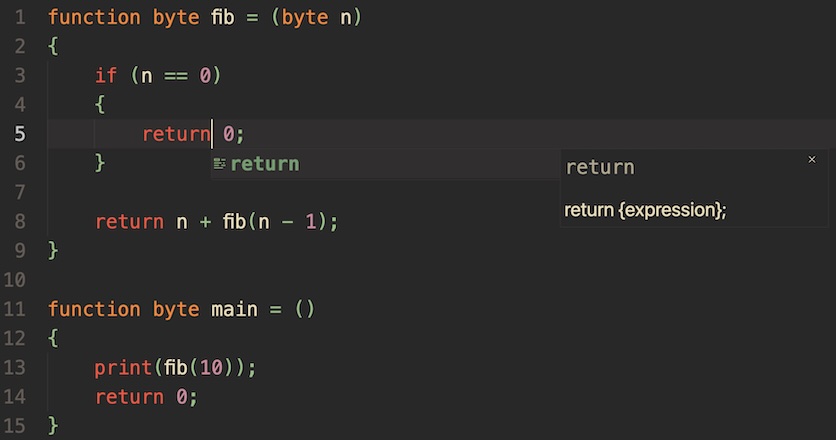 1 function byte fib = (byte n)
2 {
3     if (n == 0)
4     {
5         return 0;
6     }
return
return
return {expression};
7
8     return n + fib(n - 1);
9 }
10
11 function byte main = ()
12 {
13     print(fib(10));
14     return 0;
15 }